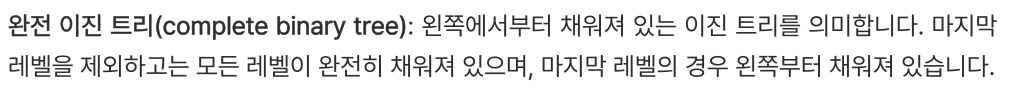 완전 이진 트리(complete binary tree): 왼쪽에서부터 채워져 있는 이진 트리를 의미합니다. 마지막
레벨을 제외하고는 모든 레벨이 완전히 채워져 있으며, 마지막 레벨의 경우 왼쪽부터 채워져 있습니다.